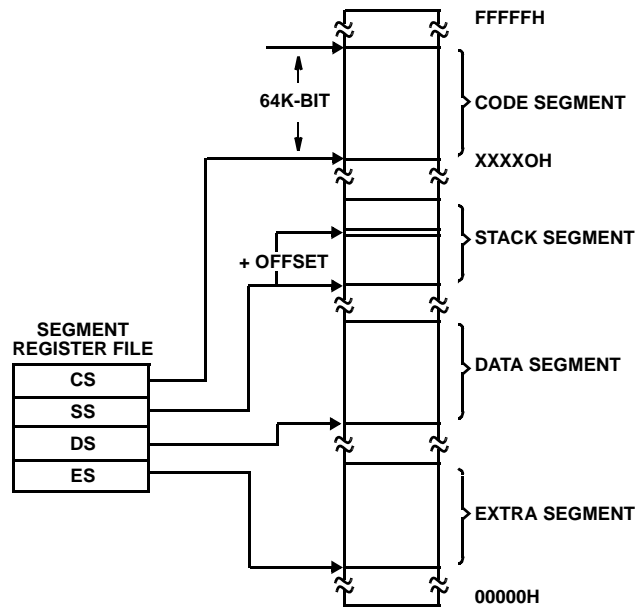 FFFFFH
64K-BIT
CODE SEGMENT
XXXXOH
STACK SEGMENT
+ OFFSET
SEGMENT
REGISTER FILE
CS
SS
DS
ES
DATA SEGMENT
EXTRA SEGMENT
00000H